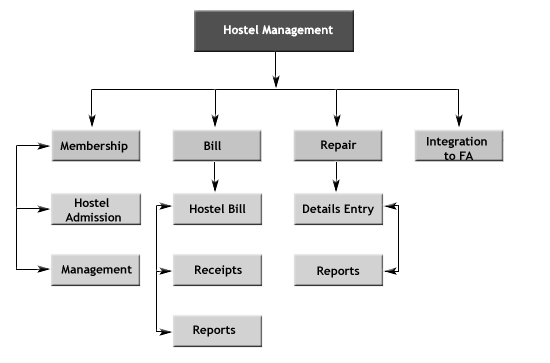 Hostel Management
Membership
Bill
Repair
Integration
to FA
Hostel
Admission
Hostel Bill
Details Entry
Management
Receipts
Reports
Reports